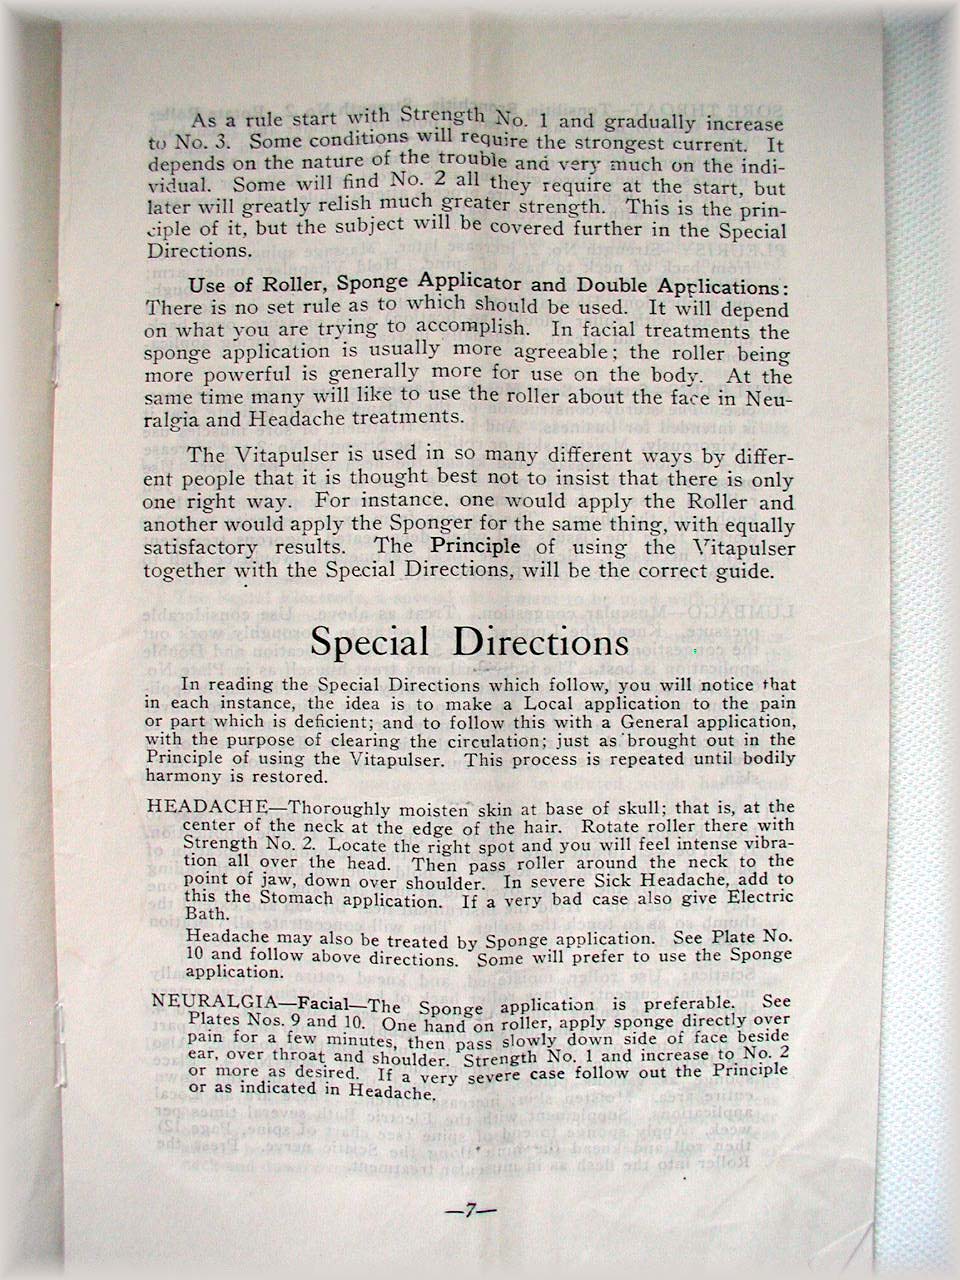 As a rule start with Strength No. 1 and gradually increase
to No. 3. Some conditions will require the strongest current. It
depends on the nature of the trouble and very much on the indi-
vidual. Some will find No. 2 all they require at the start, but
later will greatly relish much greater strength. This is the prin-
ciple of it, but the subject will be covered further in the Special
Directions.
Use of Roller, Sponge Applicator and Double Applications:
There is no set rule as to which should be used. It will depend
on what you are trying to accomplish. In facial treatments the
sponge application is usually more agreeable; the roller being
more powerful is generally more for use on the body. At the
same time many will like to use the roller about the face in Neu-
ralgia and Headache treatments.
The Vitapulser is used in so many different ways by differ-
ent people that it is thought best not to insist that there is only
one right way. For instance, one would apply the Roller and
another would apply the Sponger for the same thing, with equally
satisfactory results. The Principle of using the Vitapulser
together with the Special Directions, will be the correct guide.
Special Directions
In reading the Special Directions which follow, you will notice that
in each instance, the idea is to make a Local application to the pain
or part which is deficient; and to follow this with a General application,
with the purpose of clearing the circulation; just as brought out in the
Principle of using the Vitapulser. This process is repeated until bodily
harmony is restored.
HEADACHE—Thoroughly moisten skin at base of skull; that is, at the
center of the neck at the edge of the hair. Rotate roller there with
Strength No. 2. Locate the right spot and you will feel intense vibra-
tion all over the head. Then pass roller around the neck to the
point of jaw, down over shoulder. In severe Sick Headache, add to
this the Stomach application. If a very bad case also give Electric
Bath.
Headache may also be treated by Sponge application. See Plate No.
10 and follow above directions. Some will prefer to use the Sponge
application.
NEURALGIA—Facial—The Sponge application is preferable. See
Plates Nos. 9 and 10. One hand on roller, apply sponge directly over
pain for a few minutes, then pass slowly down side of face beside
ear, over throat and shoulder. Strength No. 1 and increase to No. 2
or more as desired. If a very severe case follow out the Principle
or as indicated in Headache.
—7—